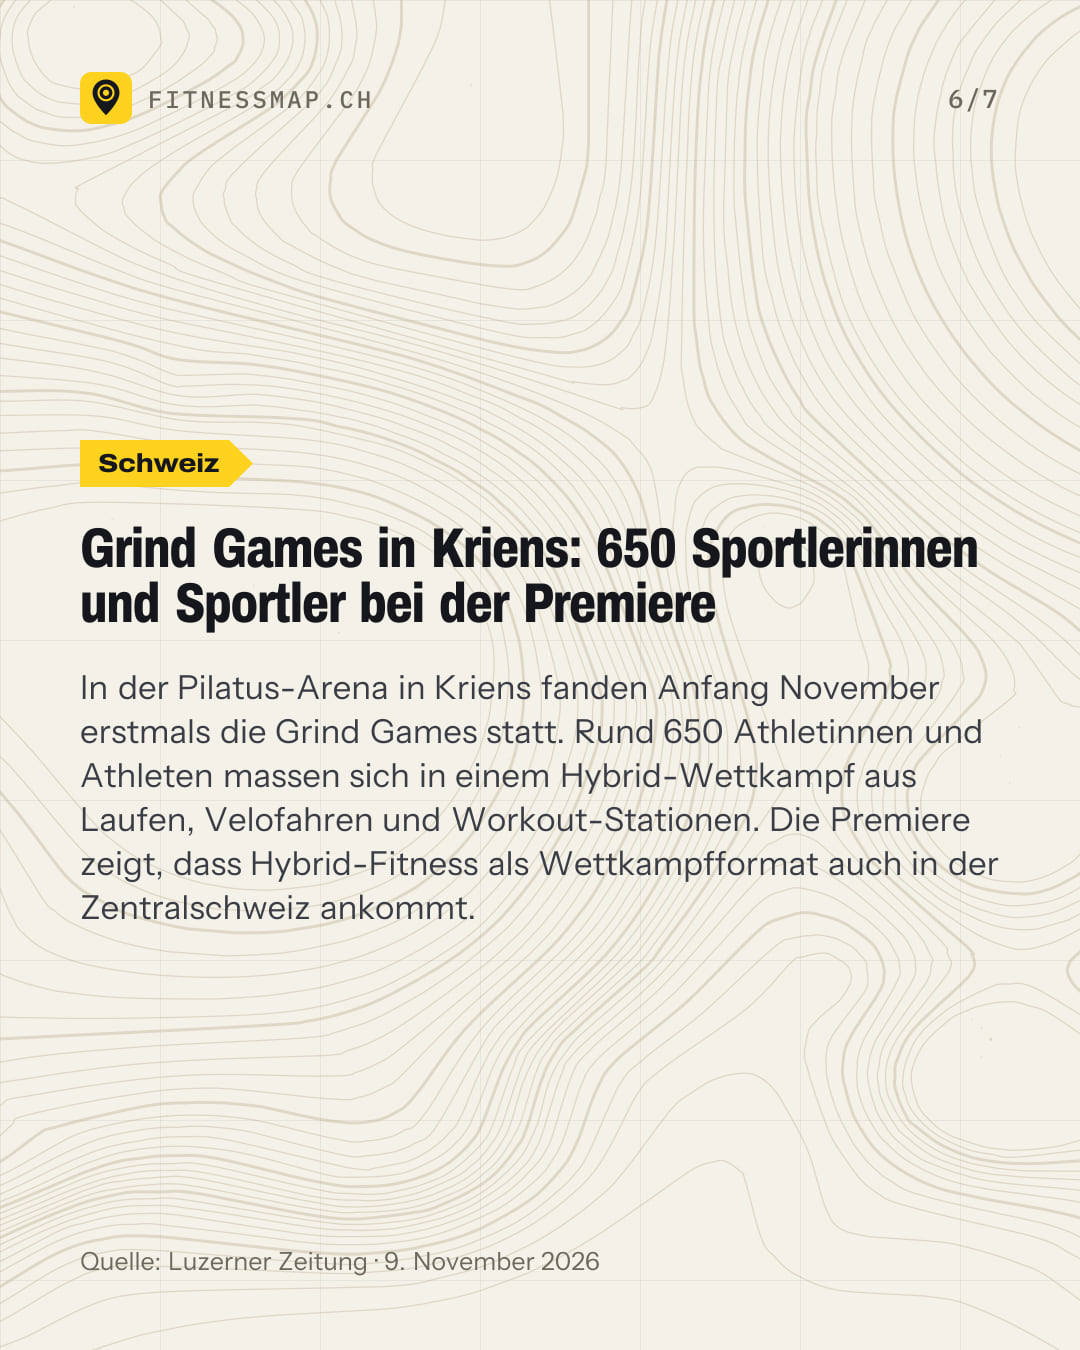 FITNESSMAP.CH
6/7
Schweiz
Grind Games in Kriens: 650 Sportlerinnen
und Sportler bei der Premiere
In der Pilatus-Arena in Kriens fanden Anfang November
erstmals die Grind Games statt. Rund 650 Athletinnen und
Athleten massen sich in einem Hybrid-Wettkampf aus
Laufen, Velofahren und Workout-Stationen. Die Premiere
zeigt, dass Hybrid-Fitness als Wettkampfformat auch in der
Zentralschweiz ankommt.
Quelle: Luzerner Zeitung · 9. November 2026